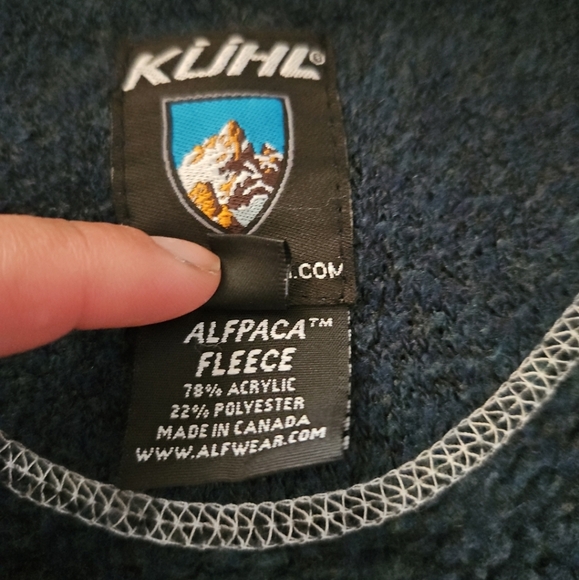 KÜHL®
.COM
ALFPACA™
FLEECE
78% ACRYLIC
22% POLYESTER
MADE IN CANADA
WWW.ALFWEAR.COM